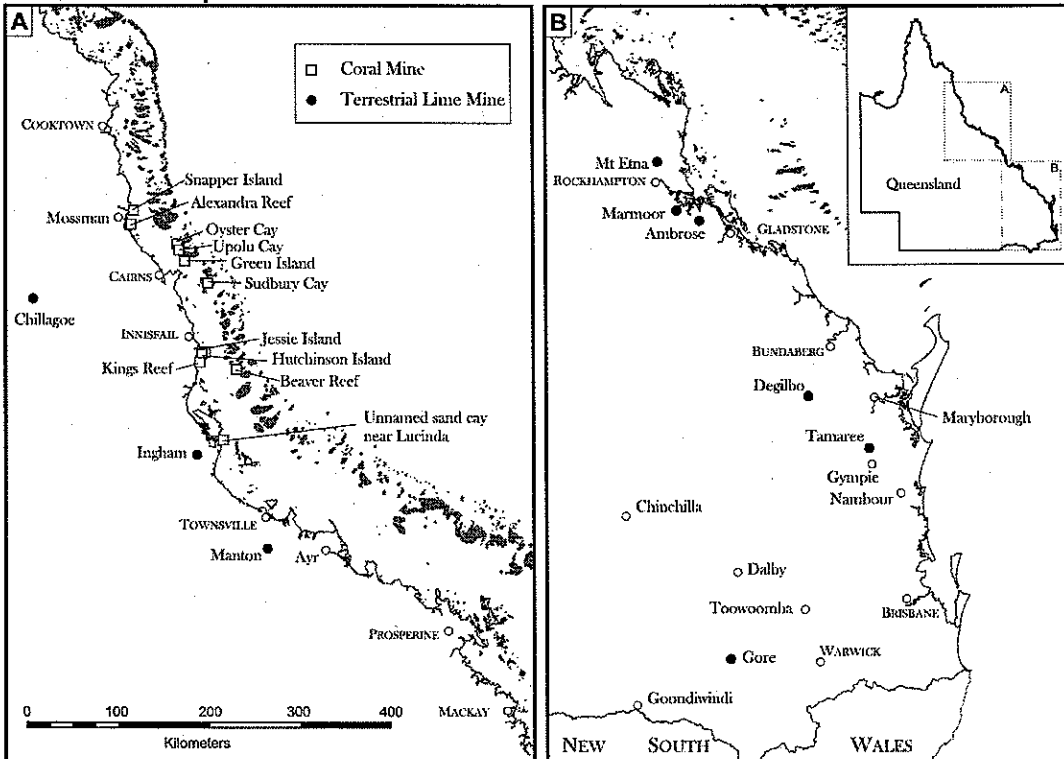 A
Coral Mine
Terrestrial Lime Mine
COOKTOWN
Snapper Island
Alexandra Reef
Mossman
Oyster Cay
Upolu Cay
Green Island
CAIRNS
Sudbury Cay
Chillagoe
INNISFAIL
Jessie Island
Hutchinson Island
Kings Reef
Beaver Reef
Unnamed sand cay
near Lucinda
Ingham
TOWNSVILLE
Manton
Ayr
PROSPERINE
MACKAY
0 100 200 300 400
Kilometers
B
A
B
Queensland
Mt Etna
ROCKHAMPTON
Marmoor
Ambrose
GLADSTONE
BUNDABERG
Degilbo
Maryborough
Tamaree
Gympie
Nambour
Chinchilla
Dalby
Toowoomba
BRISBANE
Gore
WARWICK
Goondiwindi
NEW SOUTH WALES